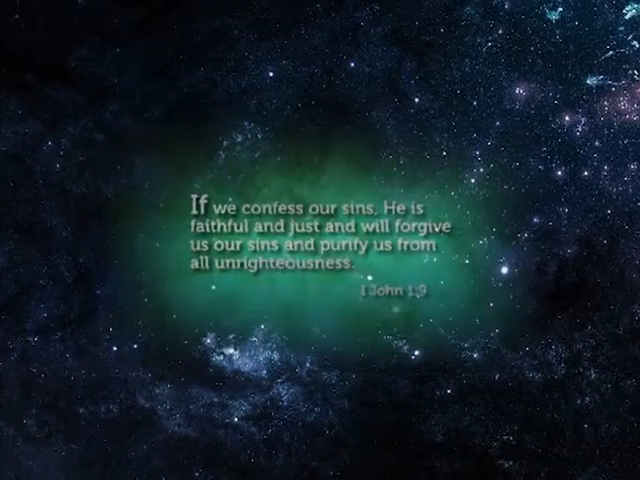 If we confess our sins, He is
faithful and just and will forgive
us our sins and purify us from
all unrighteousness.
I John 1:9